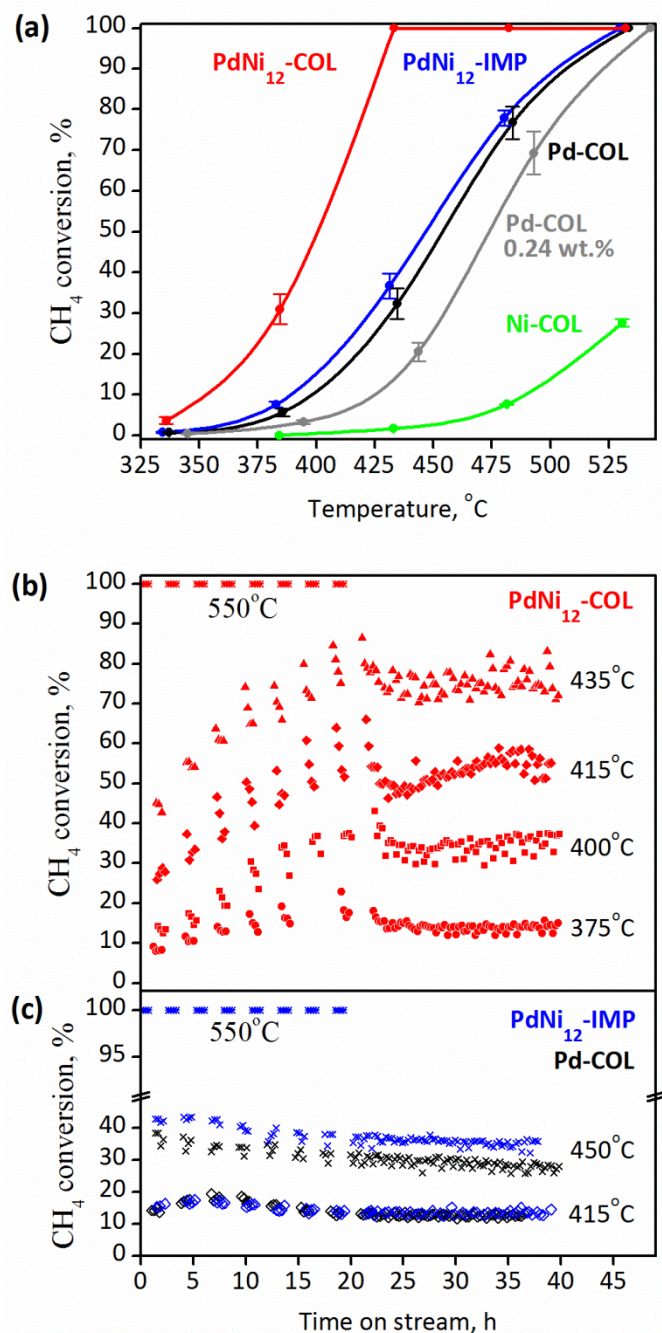 (a)
100
90
80
70
60
50
40
30
20
10
0
CH₄ conversion, %
PdNi₁₂-COL
PdNi₁₂-IMP
Pd-COL
Pd-COL
0.24 wt.%
Ni-COL
325 350 375 400 425 450 475 500 525
Temperature, °C
(b)
100
90
80
70
60
50
40
30
20
10
0
CH₄ conversion, %
550°C
PdNi₁₂-COL
435°C
415°C
400°C
375°C
(c)
100
95
40
30
20
10
0
CH₄ conversion, %
550°C
PdNi₁₂-IMP
Pd-COL
450°C
415°C
0 5 10 15 20 25 30 35 40 45
Time on stream, h